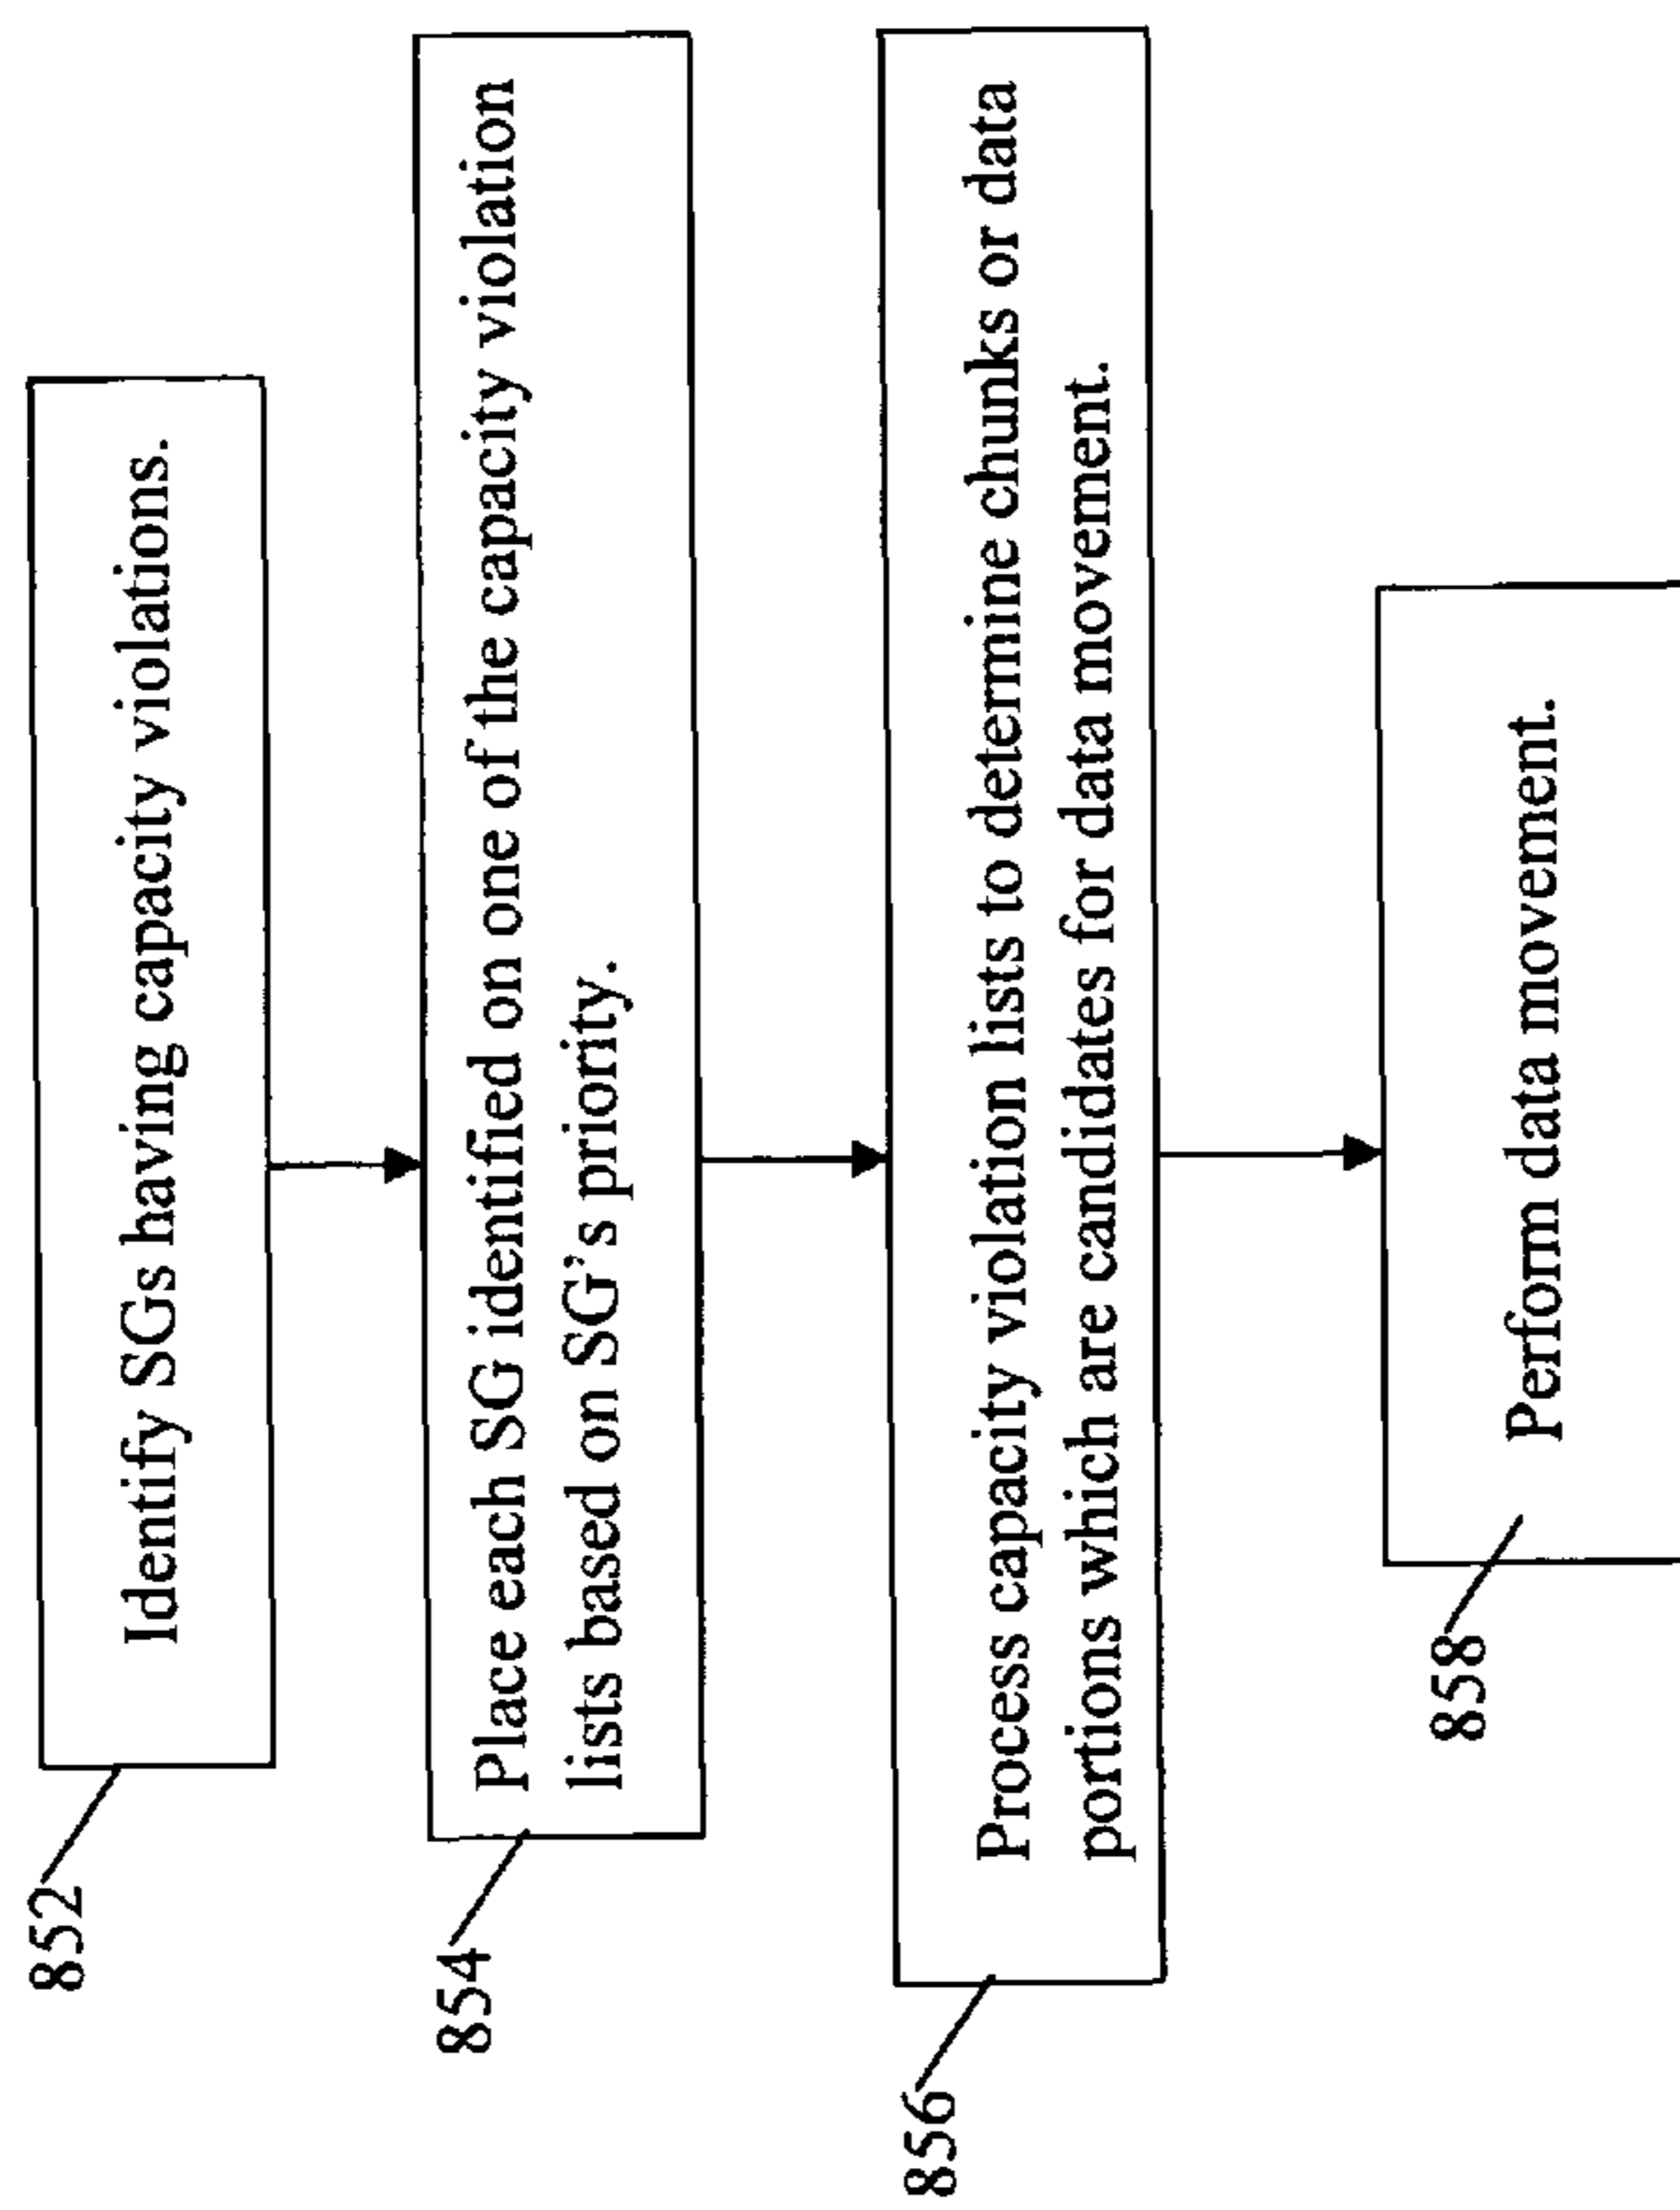 852
Identify SGs having capacity violations.
854
Place each SG identified on one of the capacity violation
lists based on SG's priority.
856
Process capacity violation lists to determine chunks or data
portions which are candidates for data movement.
858
Perform data movement.